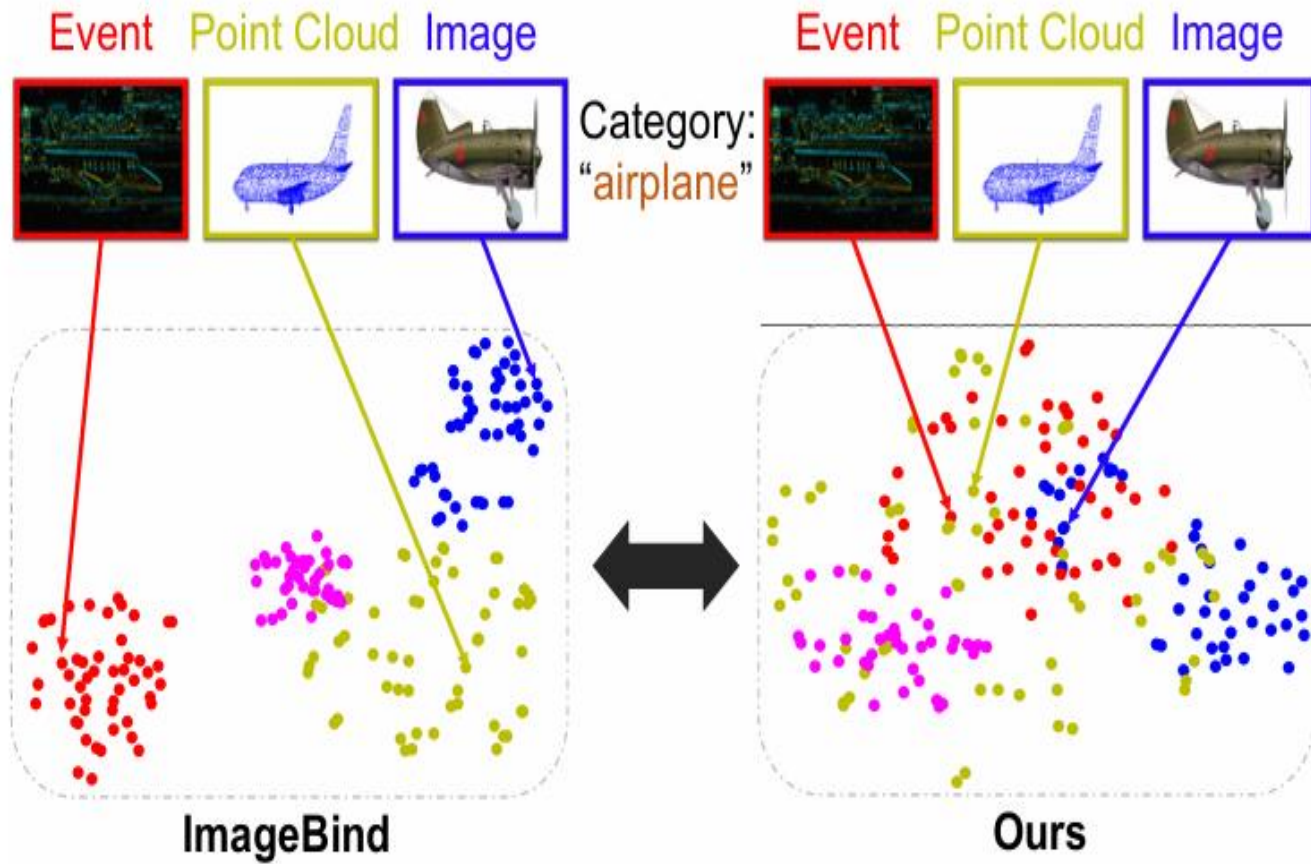 Event Point Cloud Image
Event Point Cloud Image
Category:
“airplane”
ImageBind
Ours